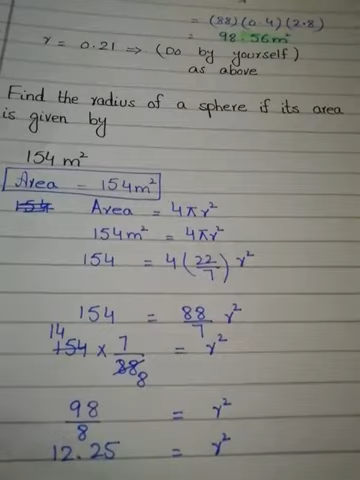 = (88)(0.4)(2.8)
= 98.56m²
r = 0.21 ⇒ (Do by yourself)
as above
Find the radius of a sphere if its area
is given by
154 m²
Area = 154m²
154 Area = 4πr²
154m² = 4πr²
154 = 4(22/7) r²
154 = 88/7 r²
14
154 × 7/88 8 = r²
98/8 = r²
12.25 = r²